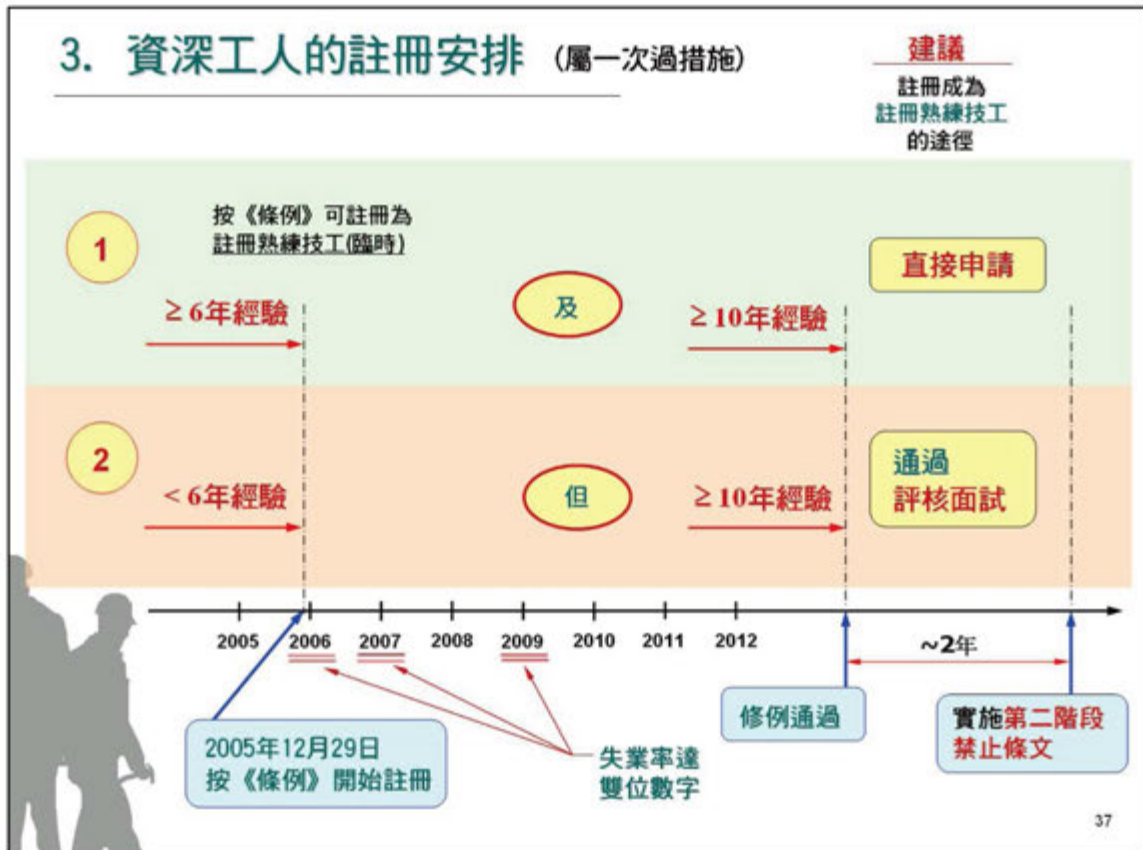 3. 資深工人的註冊安排 (屬一次過措施)
建議
註冊成為
註冊熟練技工
的途徑
1
按《條例》可註冊為
註冊熟練技工(臨時)
≥ 6年經驗
及
≥ 10年經驗
直接申請
2
< 6年經驗
但
≥ 10年經驗
通過
評核面試
2005 2006 2007 2008 2009 2010 2011 2012
~2年
2005年12月29日
按《條例》開始註冊
失業率達
雙位數字
修例通過
實施第二階段
禁止條文
37